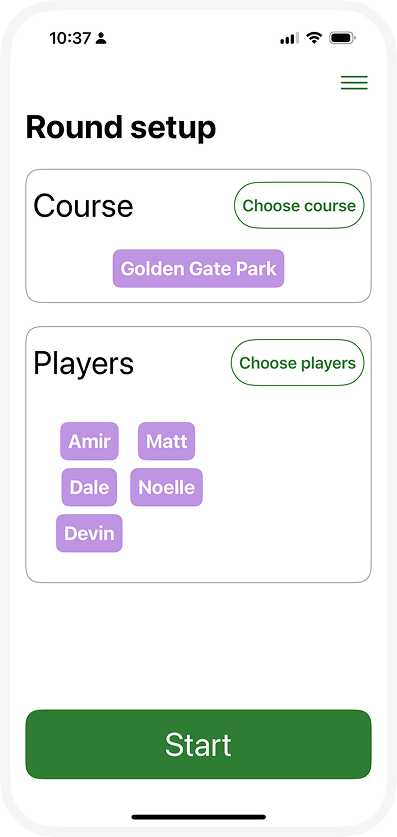 10:37
Round setup
Course
Choose course
Golden Gate Park
Players
Choose players
Amir Matt
Dale Noelle
Devin
Start